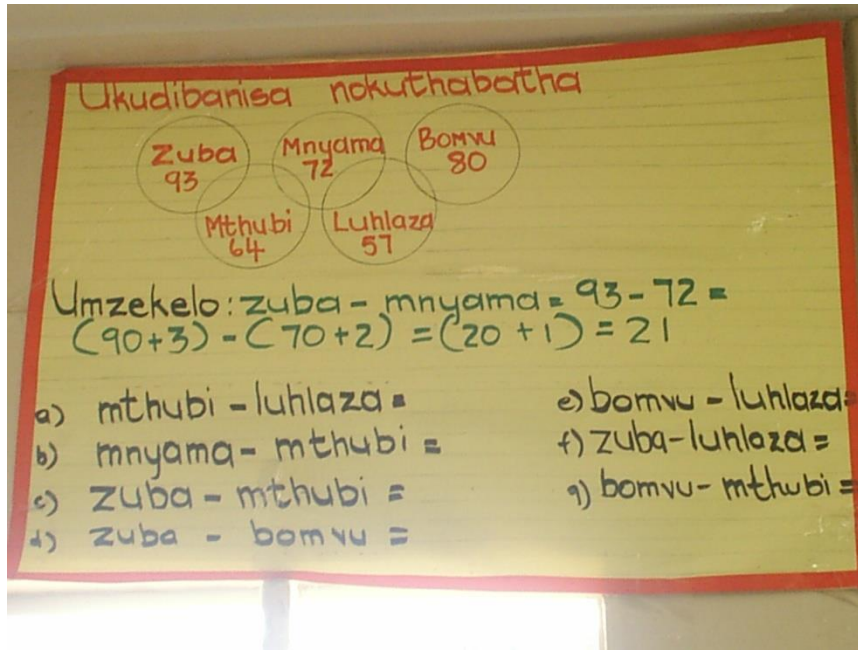 Ukudibanisa nokuthabatha
Zuba Mnyama Bomvu
93 72 80
Mthubi Luhlaza
64 57
Umzekelo: zuba - mnyama = 93 - 72 =
(90+3) - (70+2) = (20 + 1) = 21
a) mthubi - luhlaza =
b) mnyama - mthubi =
c) zuba - mthubi =
d) zuba - bomvu =
e) bomvu - luhlaza=
f) zuba-luhlaza =
g) bomvu- mthubi =